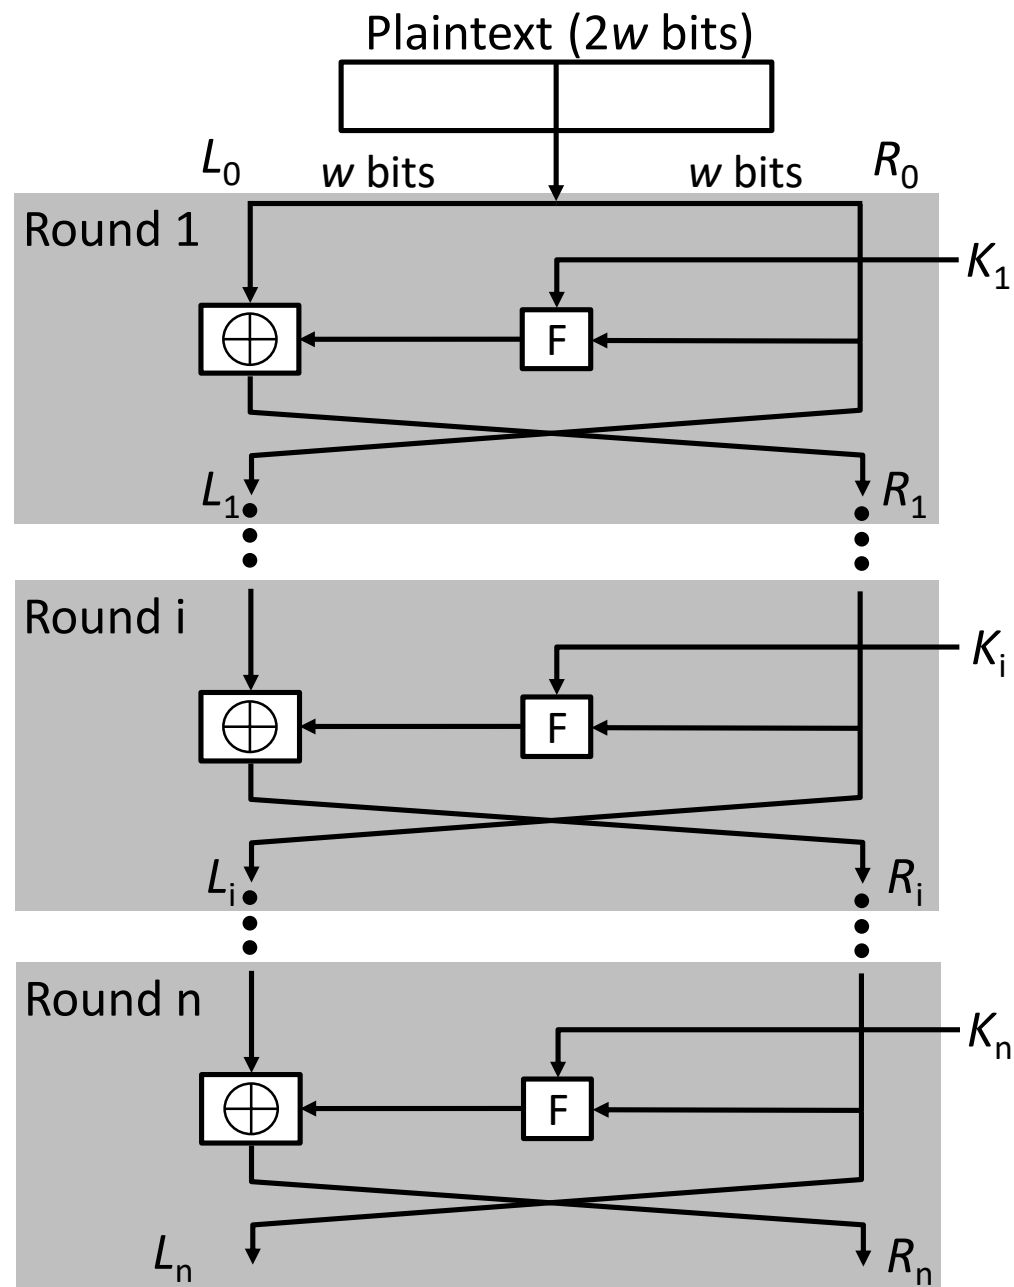 Plaintext (2w bits)
L0 w bits w bits R0
Round 1
K1
F
L1 R1
Round i
Ki
F
Li Ri
Round n
Kn
F
Ln Rn